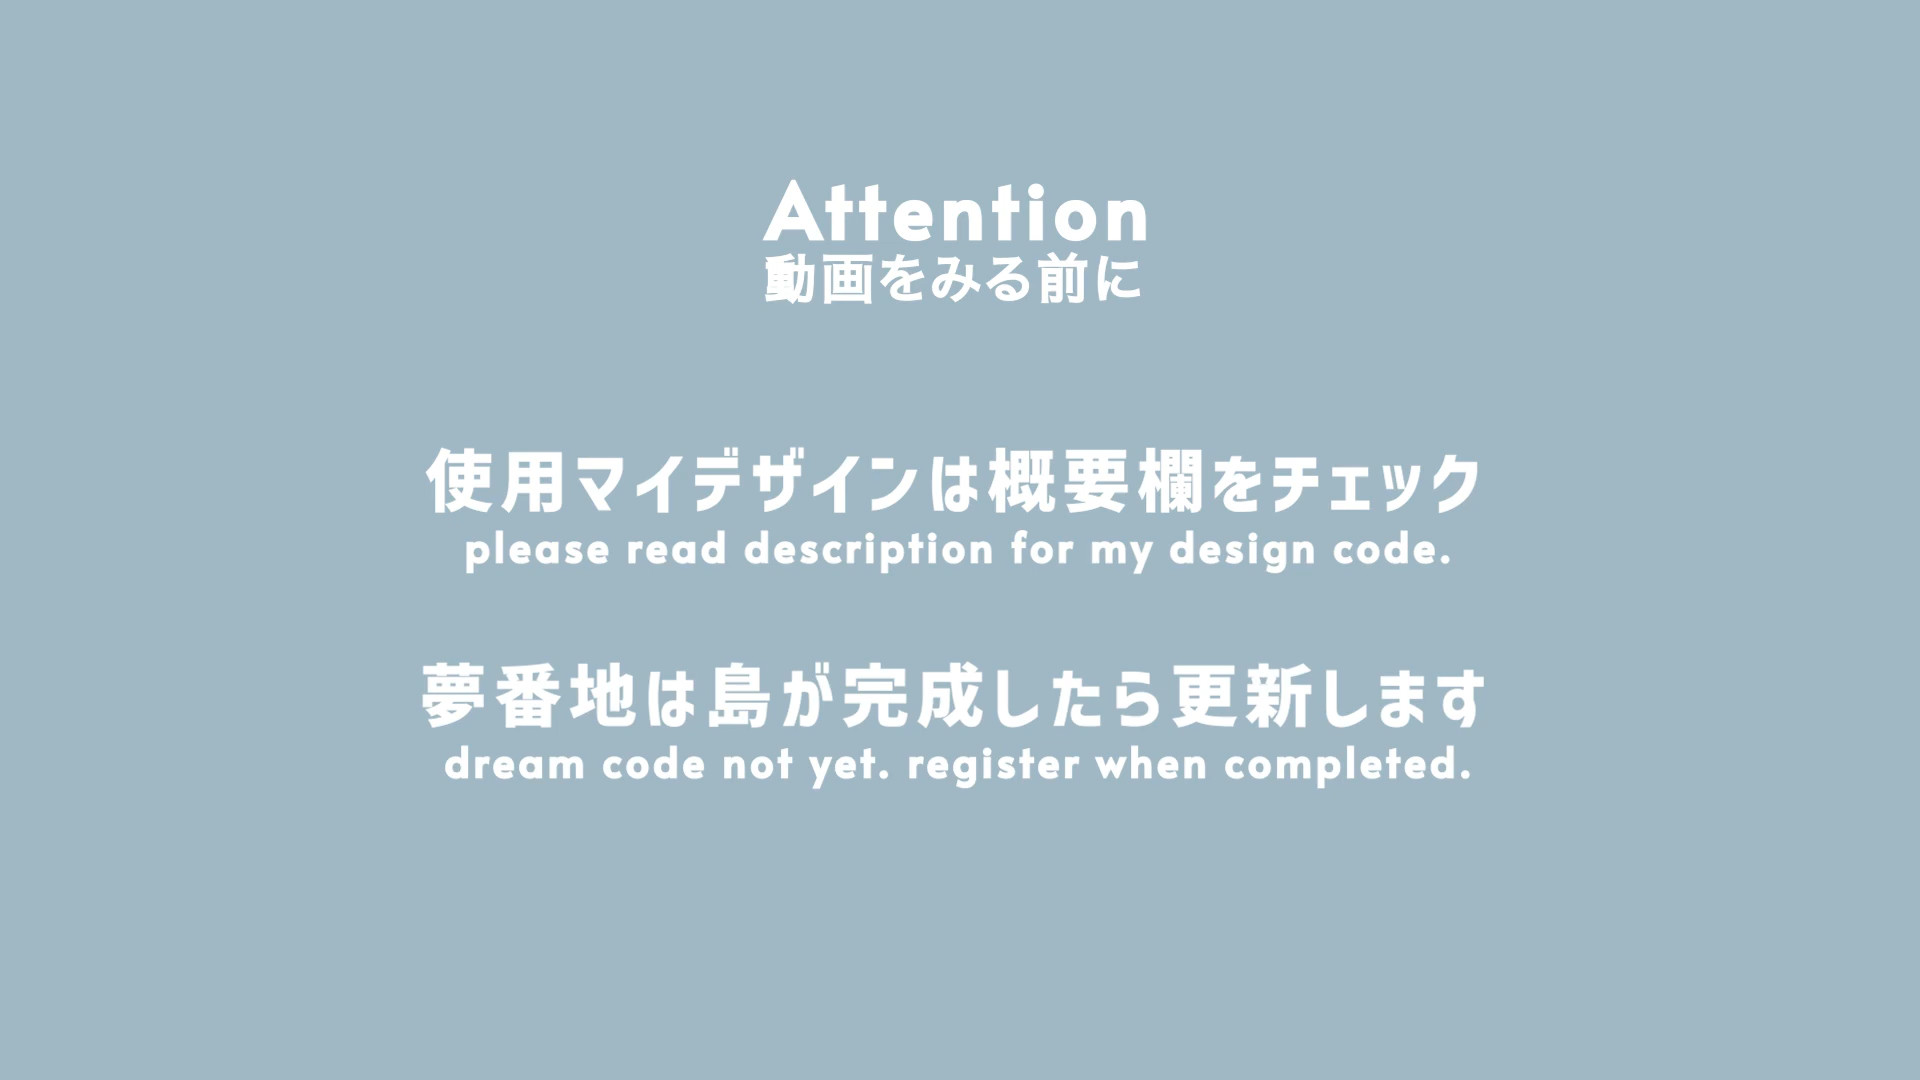 Attention
動画をみる前に
使用マイデザインは概要欄をチェック
please read description for my design code.
夢番地は島が完成したら更新します
dream code not yet. register when completed.